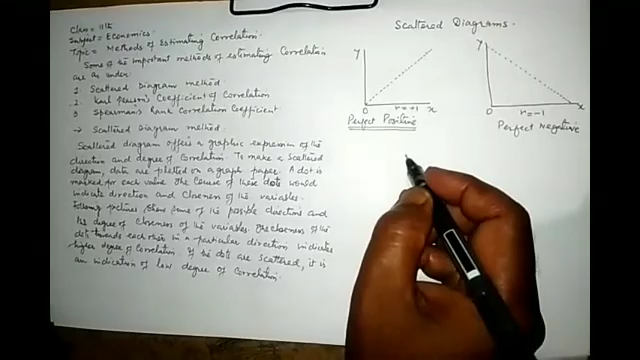 Class = 11th
Subject = Economics.
Topic = Methods of Estimating Correlation.
Some of the important methods of estimating Correlation
are as under:
1. Scattered Diagram method.
2. Karl Pearson's Coefficient of Correlation
3 Spearman's Rank Correlation Coefficient.
→ Scattered Diagram method:
Scattered diagram offers a graphic expression of the
direction and degree of Correlation. To make a Scattered
diagram, data are plotted on a graph paper. A dot is
marked for each value. The Course of these dots would
indicate direction and Closeness of the variables.
Following pictures, Show some of the possible directions and
the degree of Closeness of the variables. The closeness of the
dots towards each other in a particular direction indicates
higher degree of Correlation. If the dots are scattered, it is
an indication of low degree of Correlation.
Scattered Diagrams.
Y
O
r=+1
X
Perfect Positive
Y
O
r=-1
X
Perfect Negative